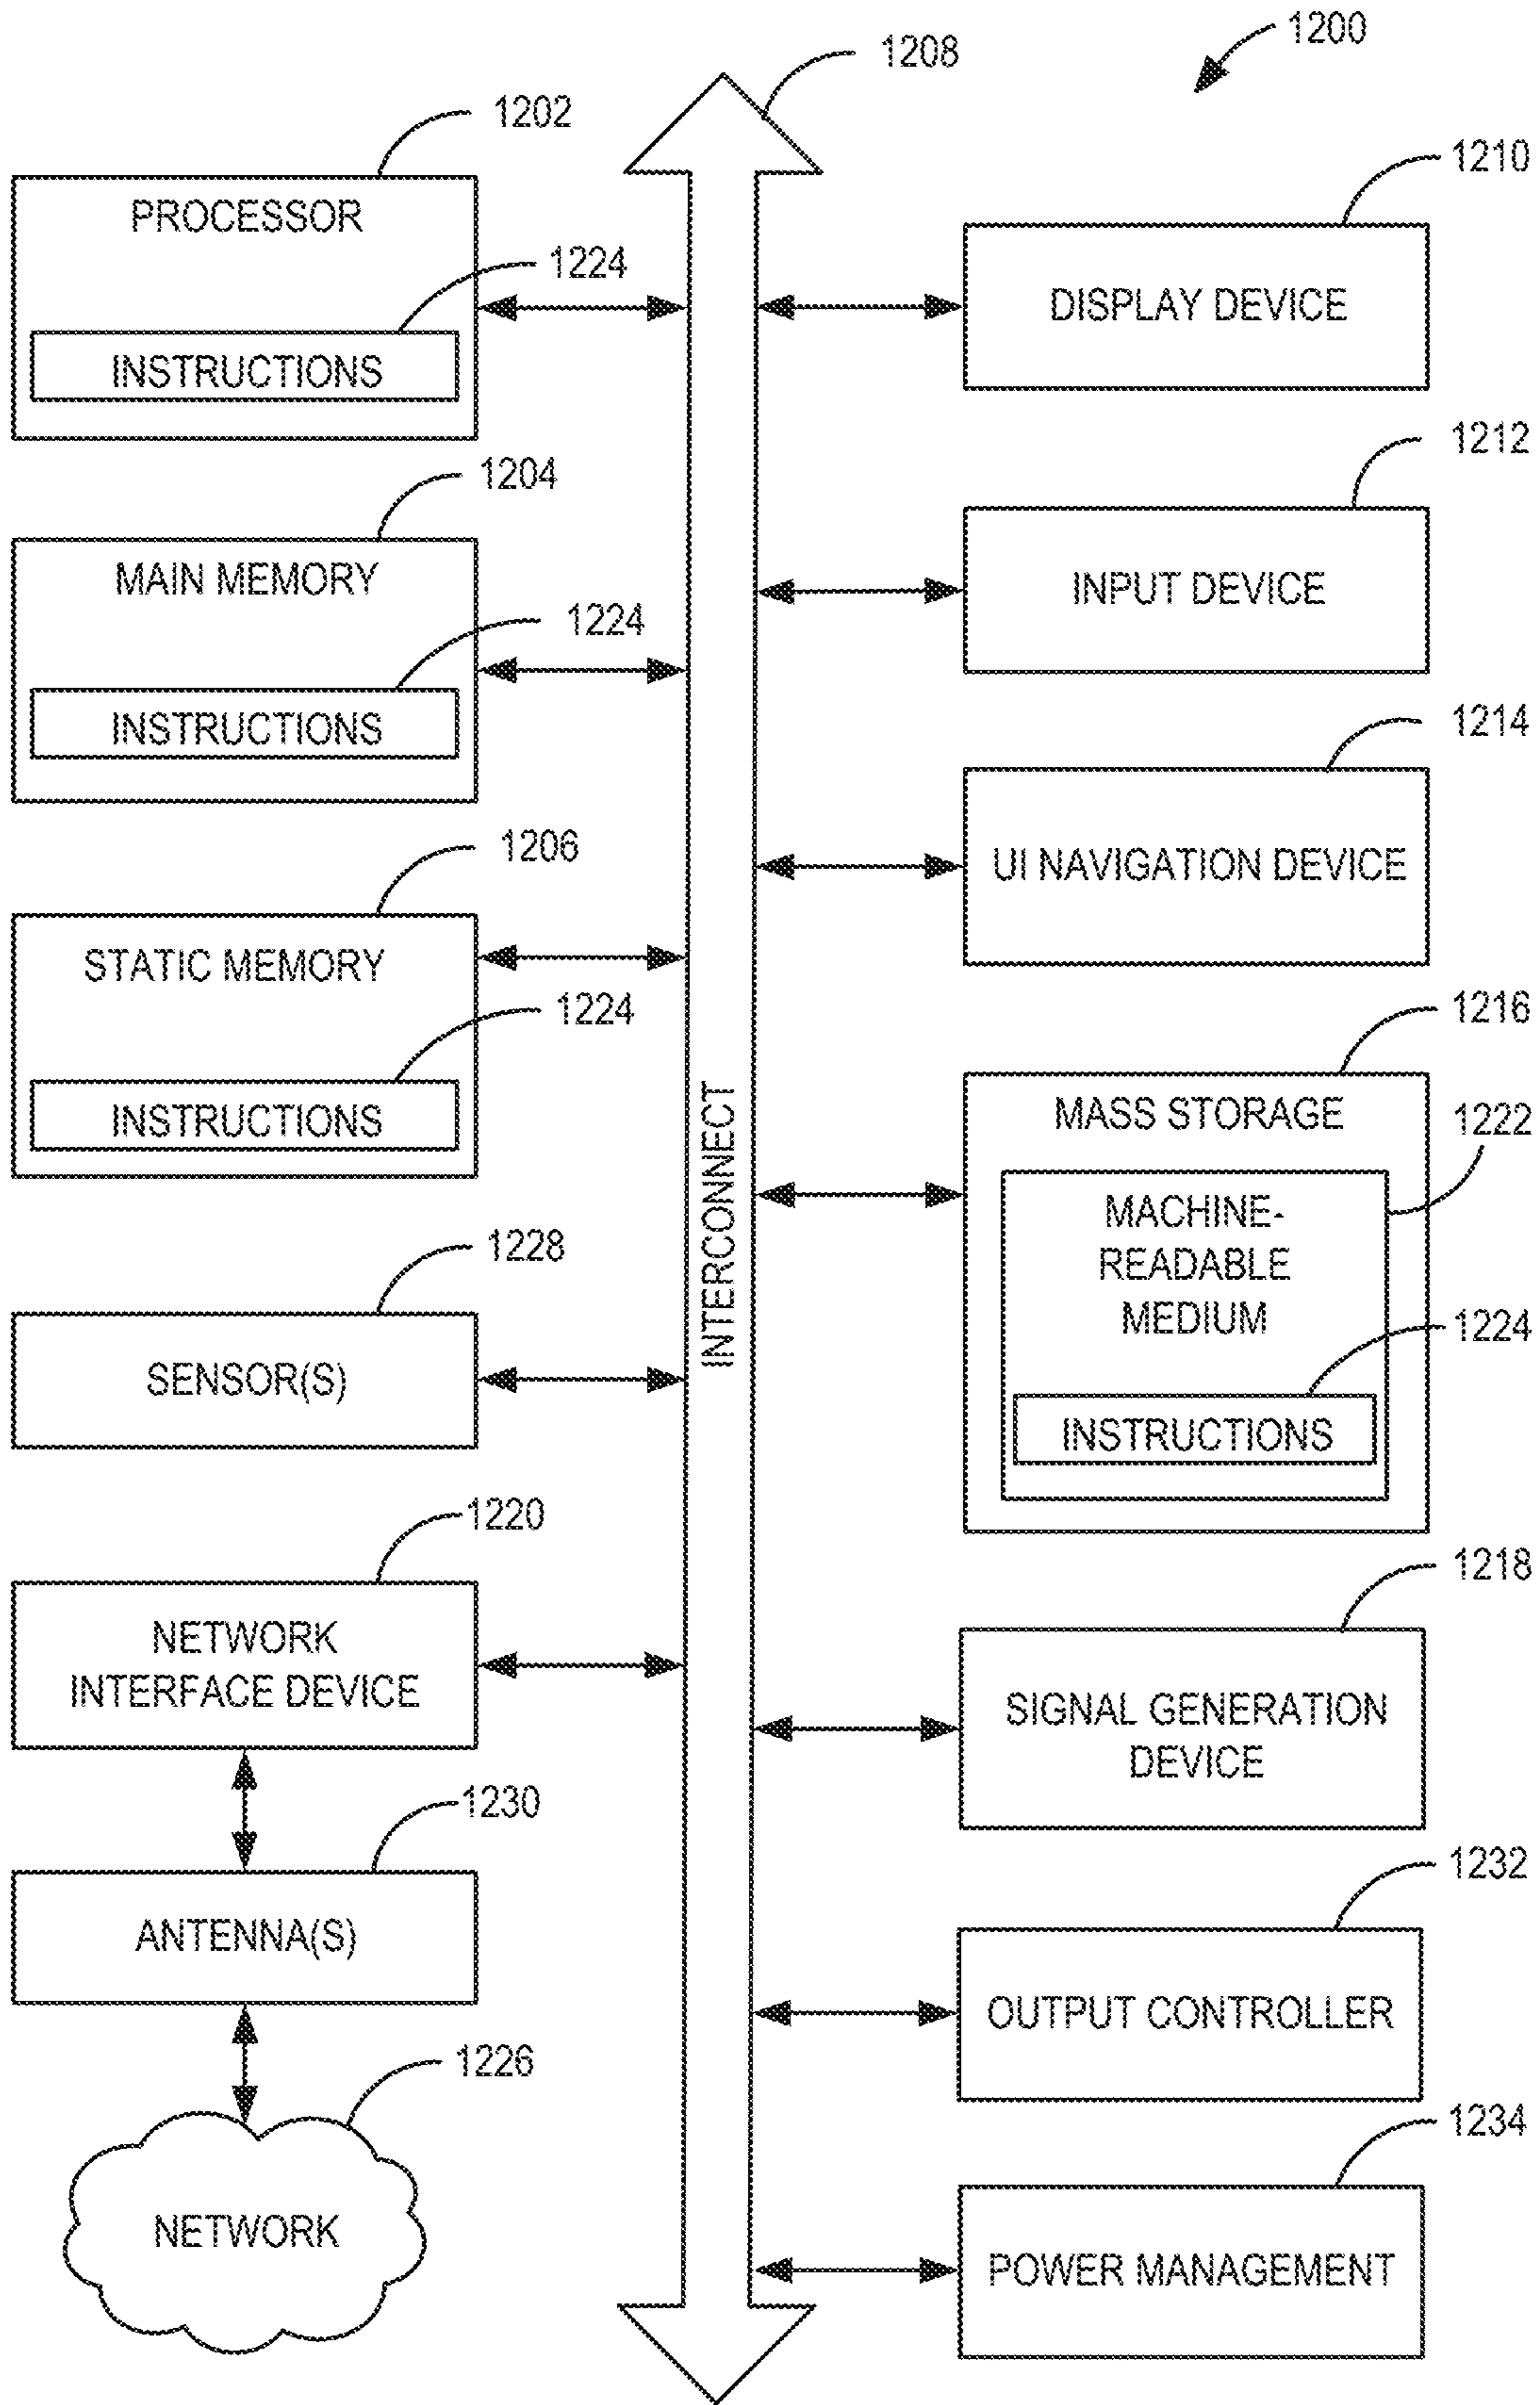 1200
1208
1202
PROCESSOR
1224
INSTRUCTIONS
1204
MAIN MEMORY
1224
INSTRUCTIONS
1206
STATIC MEMORY
1224
INSTRUCTIONS
1228
SENSOR(S)
1220
NETWORK
INTERFACE DEVICE
1230
ANTENNA(S)
1226
NETWORK
INTERCONNECT
1210
DISPLAY DEVICE
1212
INPUT DEVICE
1214
UI NAVIGATION DEVICE
1216
MASS STORAGE
1222
MACHINE-
READABLE
MEDIUM
1224
INSTRUCTIONS
1218
SIGNAL GENERATION
DEVICE
1232
OUTPUT CONTROLLER
1234
POWER MANAGEMENT